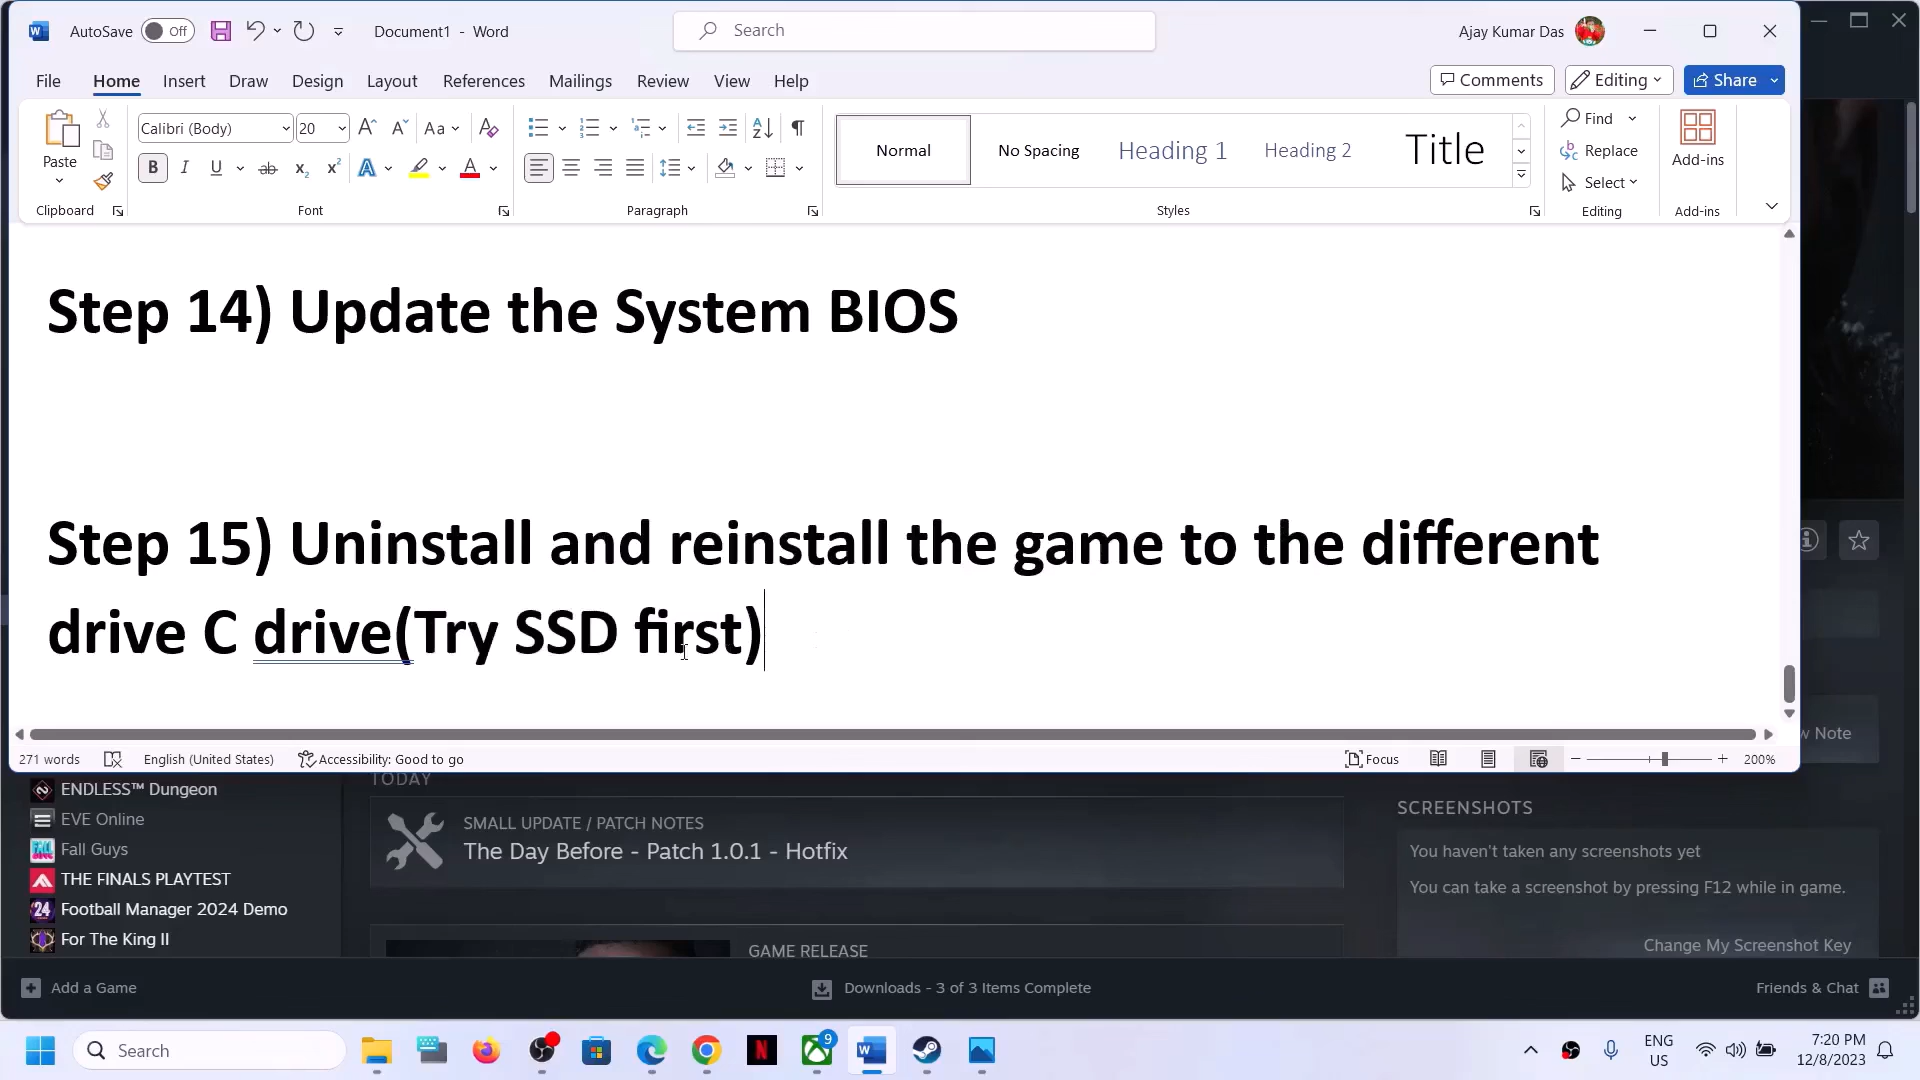 AutoSave Off Document1 - Word Search Ajay Kumar Das
File Home Insert Draw Design Layout References Mailings Review View Help Comments Editing Share
Calibri (Body) 20 Aa Find
Paste Normal No Spacing Heading 1 Heading 2 Title Replace Add-ins
B I U ab x₂ x² A A Select
Clipboard Font Paragraph Styles Editing Add-ins
Step 14) Update the System BIOS
Step 15) Uninstall and reinstall the game to the different
drive C drive(Try SSD first)
w Note
271 words English (United States) Accessibility: Good to go Focus 200%
TODAY
ENDLESS™ Dungeon
EVE Online
Fall Guys
THE FINALS PLAYTEST
Football Manager 2024 Demo
For The King II
SMALL UPDATE / PATCH NOTES
The Day Before - Patch 1.0.1 - Hotfix
GAME RELEASE
SCREENSHOTS
You haven't taken any screenshots yet
You can take a screenshot by pressing F12 while in game.
Change My Screenshot Key
Add a Game Downloads - 3 of 3 Items Complete Friends & Chat
Search 9 ENG
US 7:20 PM
12/8/2023